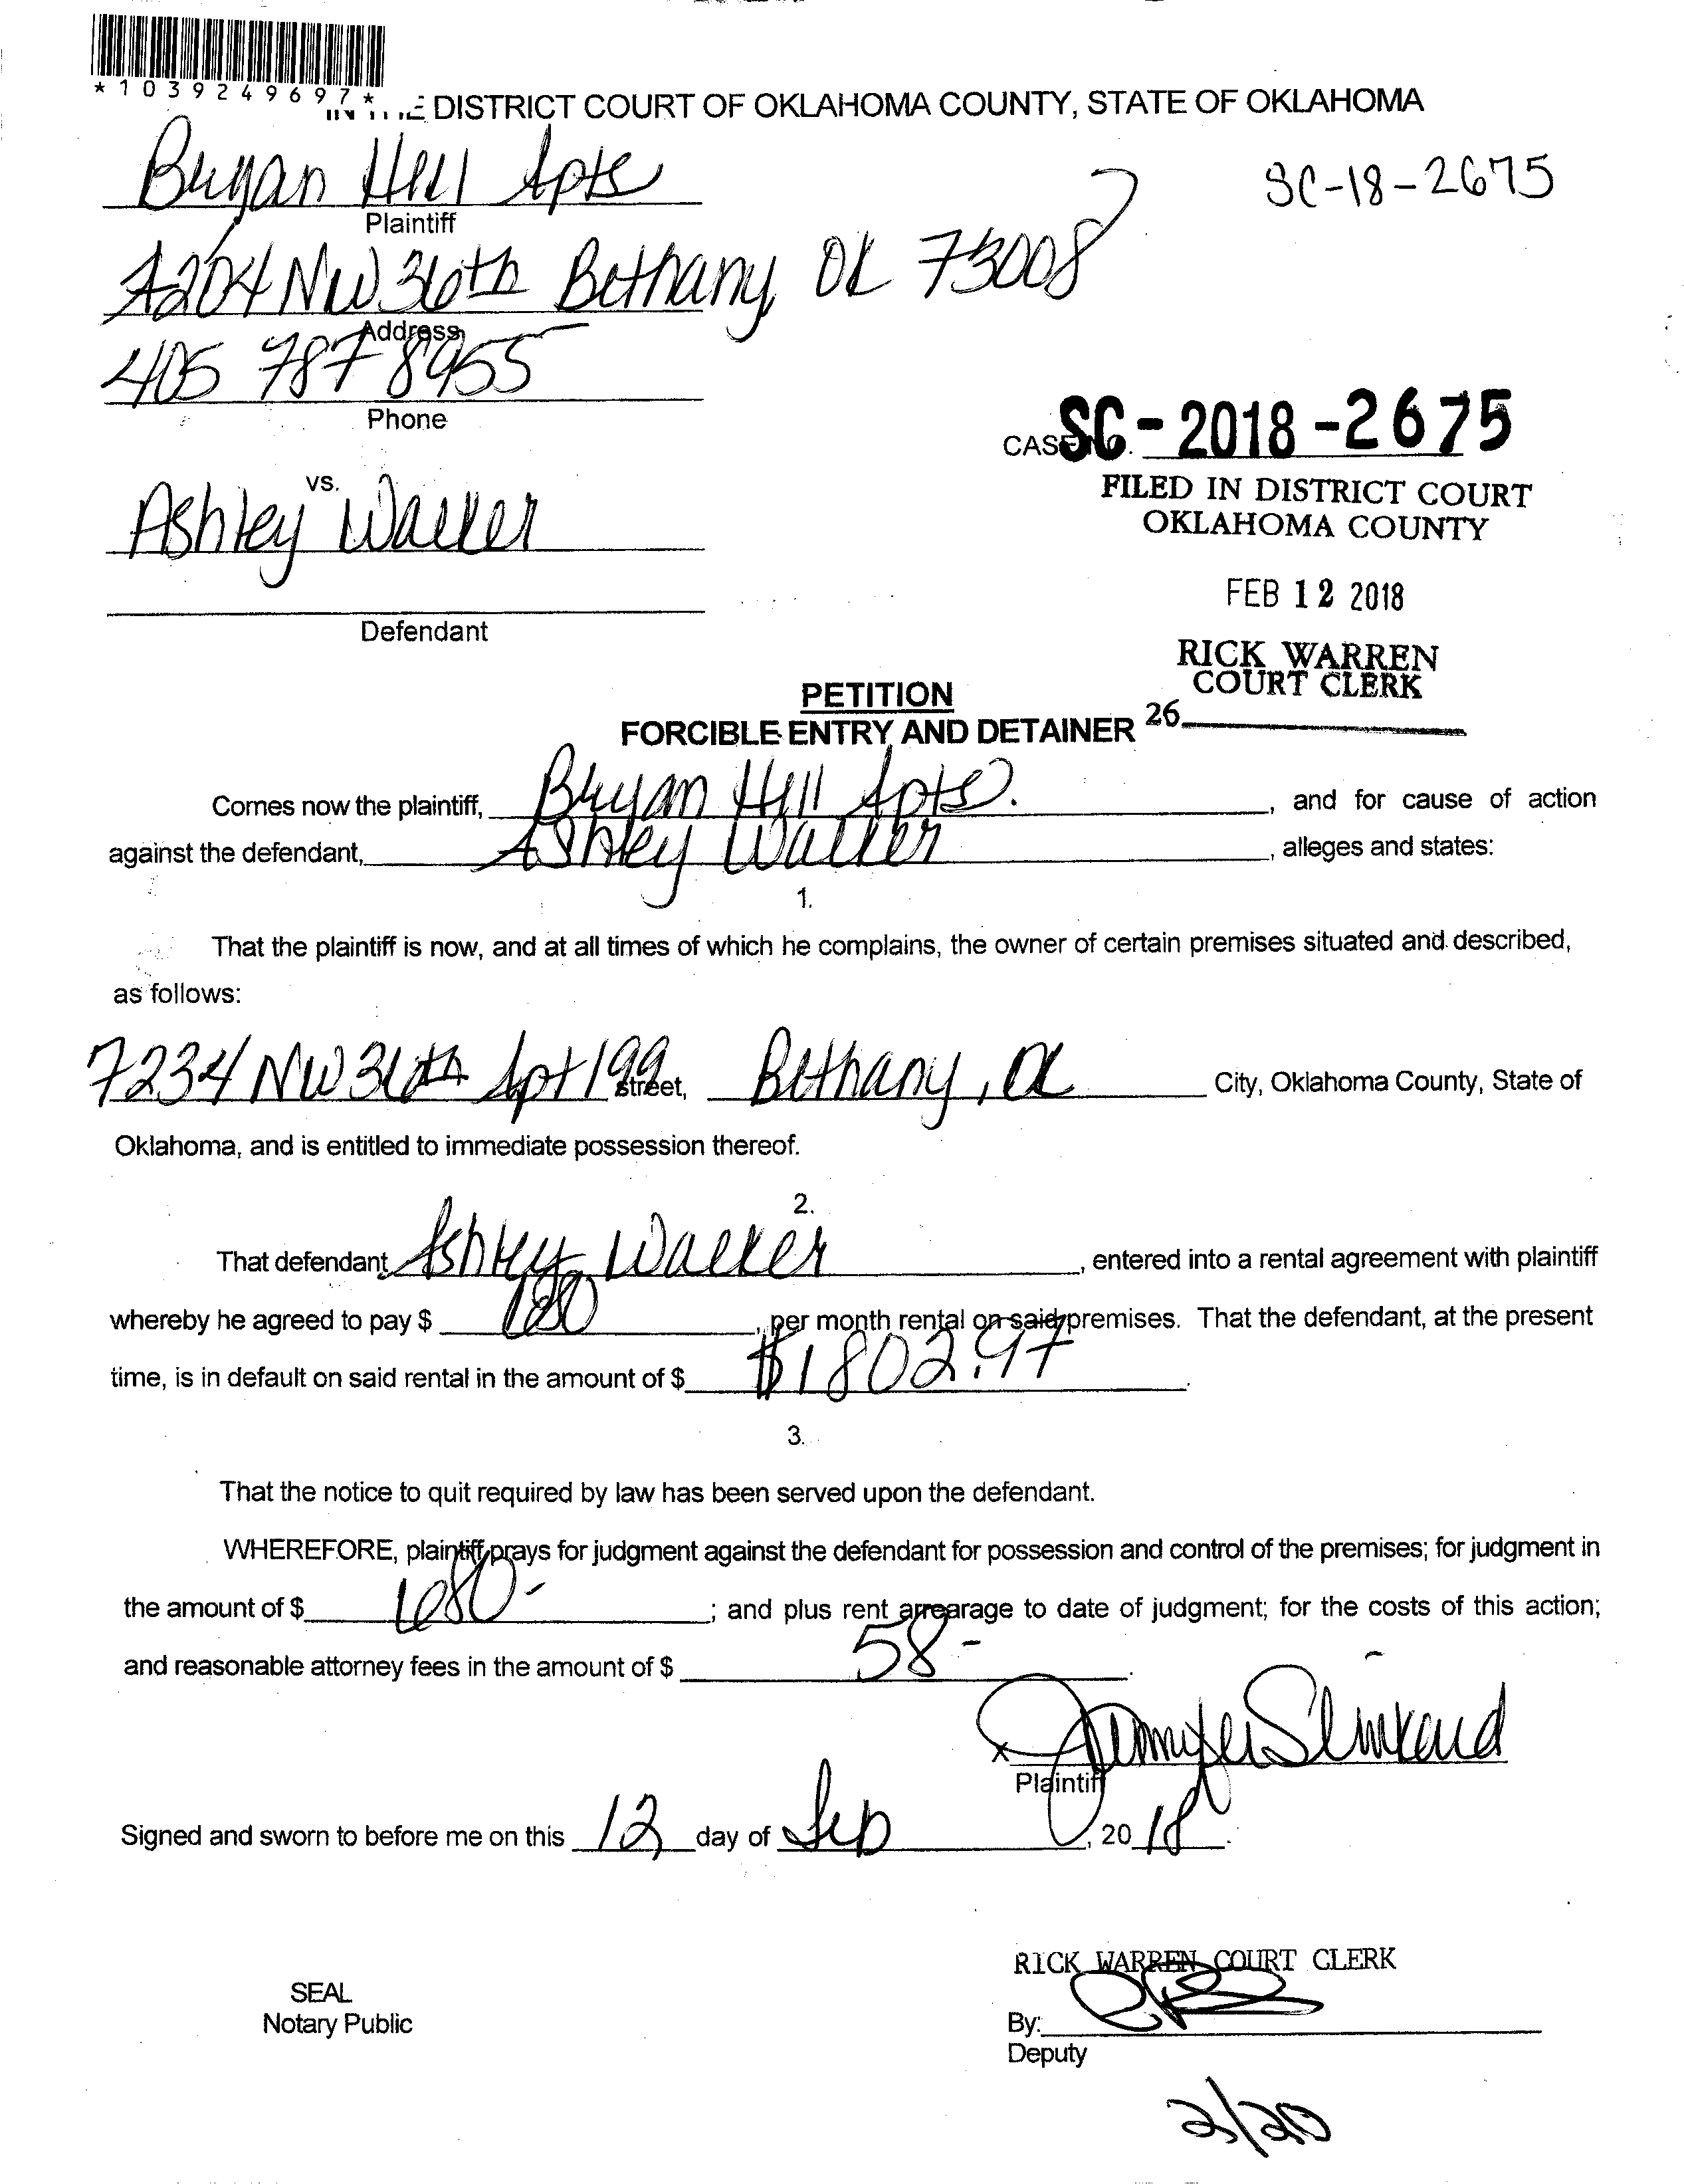 *1039249697*
DISTRICT COURT OF OKLAHOMA COUNTY, STATE OF OKLAHOMA
Bryan Hill Apts
SC-18-2675
Plaintiff
7204 NW 36th Bethany, OK 73008
Address
405 787 8955
Phone
CASE NO. SC-2018-2675
vs.
FILED IN DISTRICT COURT
OKLAHOMA COUNTY
Ashley Walker
FEB 12 2018
Defendant
RICK WARREN
COURT CLERK
PETITION
26
FORCIBLE ENTRY AND DETAINER
Comes now the plaintiff, Bryan Hill Apts. , and for cause of action
against the defendant, Ashley Walker , alleges and states:
1.
That the plaintiff is now, and at all times of which he complains, the owner of certain premises situated and described,
as follows:
7234 NW 36th Apt 199 street, Bethany, OK City, Oklahoma County, State of
Oklahoma, and is entitled to immediate possession thereof.
2.
That defendant Ashley Walker , entered into a rental agreement with plaintiff
whereby he agreed to pay $ 680 , per month rental on said premises. That the defendant, at the present
time, is in default on said rental in the amount of $ $1802.97 .
3.
That the notice to quit required by law has been served upon the defendant.
WHEREFORE, plaintiff prays for judgment against the defendant for possession and control of the premises; for judgment in
the amount of $ 680- ; and plus rent arrearage to date of judgment; for the costs of this action;
and reasonable attorney fees in the amount of $ 58- .
x Jennifer
Plaintiff
Signed and sworn to before me on this 12 day of Feb , 20 18 .
RICK WARREN COURT CLERK
SEAL
Notary Public
By:
Deputy
2/20